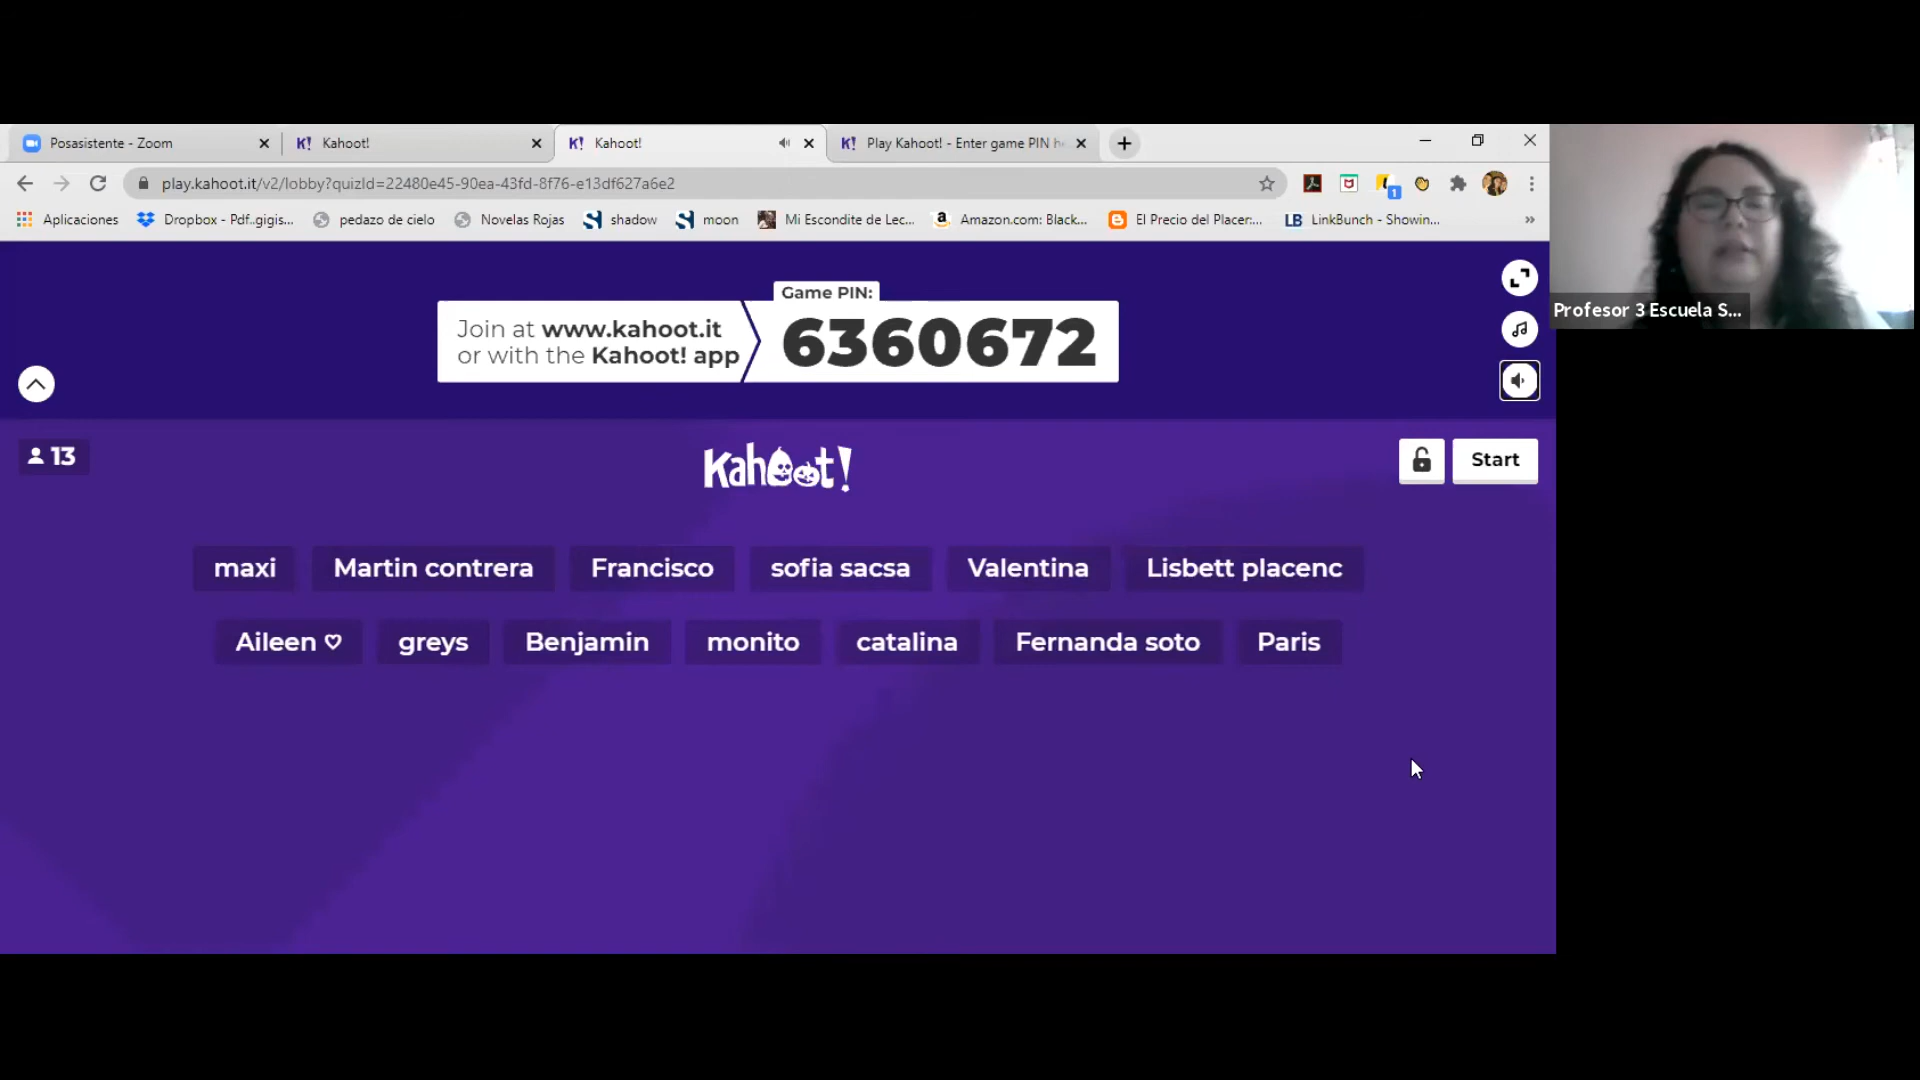 Posasistente - Zoom
Kahoot!
Kahoot!
Play Kahoot! - Enter game PIN h
play.kahoot.it/v2/lobby?quizId=22480e45-90ea-43fd-8f76-e13df627a6e2
Aplicaciones
Dropbox - Pdf..gigis...
pedazo de cielo
Novelas Rojas
shadow
moon
Mi Escondite de Lec...
Amazon.com: Black...
El Precio del Placer:...
LB LinkBunch - Showin...
Game PIN:
Join at www.kahoot.it
or with the Kahoot! app
6360672
Profesor 3 Escuela S...
13
Kahoot!
Start
maxi
Martin contrera
Francisco
sofia sacsa
Valentina
Lisbett placenc
Aileen ♡
greys
Benjamin
monito
catalina
Fernanda soto
Paris